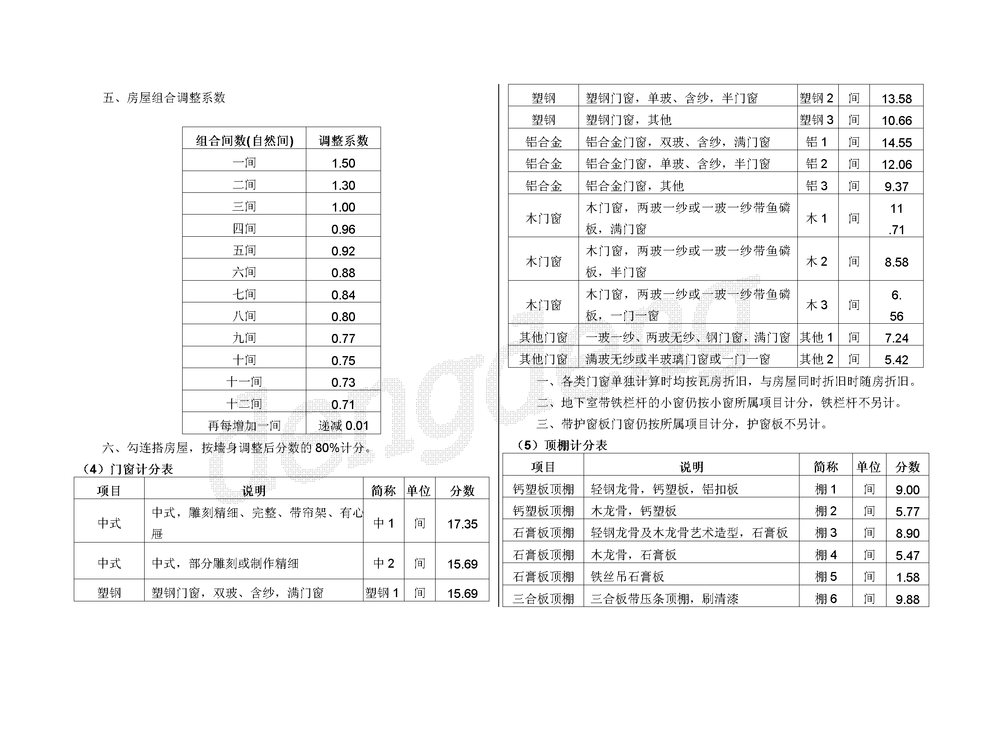 五、房屋组合调整系数
组合间数(自然间) 调整系数
一间 1.50
二间 1.30
三间 1.00
四间 0.96
五间 0.92
六间 0.88
七间 0.84
八间 0.80
九间 0.77
十间 0.75
十一间 0.73
十二间 0.71
再每增加一间 递减 0.01
六、勾连搭房屋，按墙身调整后分数的 80%计分。
（4）门窗计分表
项目 说明 简称 单位 分数
中式 中式，雕刻精细、完整、带帘架、有心屉 中 1 间 17.35
中式 中式，部分雕刻或制作精细 中 2 间 15.69
塑钢 塑钢门窗，双玻、含纱，满门窗 塑钢 1 间 15.69
塑钢 塑钢门窗，单玻、含纱，半门窗 塑钢 2 间 13.58
塑钢 塑钢门窗，其他 塑钢 3 间 10.66
铝合金 铝合金门窗，双玻、含纱，满门窗 铝 1 间 14.55
铝合金 铝合金门窗，单玻、含纱，半门窗 铝 2 间 12.06
铝合金 铝合金门窗，其他 铝 3 间 9.37
木门窗 木门窗，两玻一纱或一玻一纱带鱼磷板，满门窗 木 1 间 11.71
木门窗 木门窗，两玻一纱或一玻一纱带鱼磷板，半门窗 木 2 间 8.58
木门窗 木门窗，两玻一纱或一玻一纱带鱼磷板，一门一窗 木 3 间 6.56
其他门窗 一玻一纱、两玻无纱、钢门窗，满门窗 其他 1 间 7.24
其他门窗 满玻无纱或半玻璃门窗或一门一窗 其他 2 间 5.42
一、各类门窗单独计算时均按瓦房折旧，与房屋同时折旧时随房折旧。
二、地下室带铁栏杆的小窗仍按小窗所属项目计分，铁栏杆不另计。
三、带护窗板门窗仍按所属项目计分，护窗板不另计。
（5）顶棚计分表
项目 说明 简称 单位 分数
钙塑板顶棚 轻钢龙骨，钙塑板，铝扣板 棚 1 间 9.00
钙塑板顶棚 木龙骨，钙塑板 棚 2 间 5.77
石膏板顶棚 轻钢龙骨及木龙骨艺术造型，石膏板 棚 3 间 8.90
石膏板顶棚 木龙骨，石膏板 棚 4 间 5.47
石膏板顶棚 铁丝吊石膏板 棚 5 间 1.58
三合板顶棚 三合板带压条顶棚，刷清漆 棚 6 间 9.88